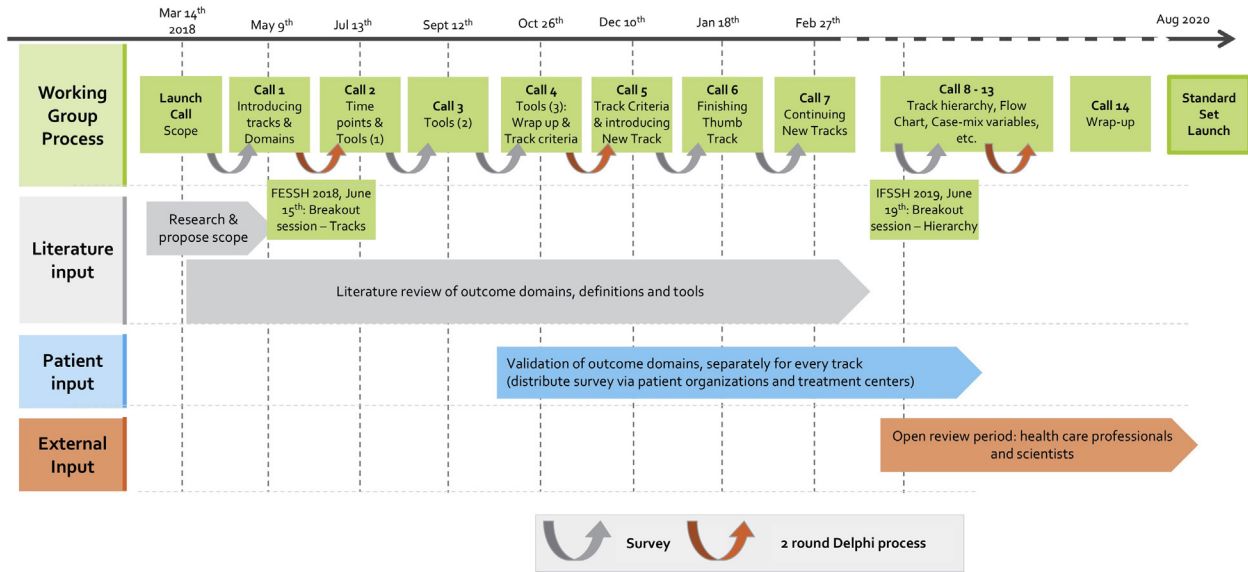 Mar 14th
2018
May 9th
Jul 13th
Sept 12th
Oct 26th
Dec 10th
Jan 18th
Feb 27th
Aug 2020
Working
Group
Process
Launch
Call
Scope
Call 1
Introducing
tracks &
Domains
Call 2
Time
points &
Tools (1)
Call 3
Tools (2)
Call 4
Tools (3):
Wrap up &
Track criteria
Call 5
Track Criteria
& introducing
New Track
Call 6
Finishing
Thumb
Track
Call 7
Continuing
New Tracks
Call 8 - 13
Track hierarchy, Flow
Chart, Case-mix variables,
etc.
Call 14
Wrap-up
Standard
Set
Launch
FESSH 2018, June
15th: Breakout
session – Tracks
IFSSH 2019, June
19th: Breakout
session – Hierarchy
Literature
input
Research &
propose scope
Literature review of outcome domains, definitions and tools
Patient
input
Validation of outcome domains, separately for every track
(distribute survey via patient organizations and treatment centers)
External
Input
Open review period: health care professionals
and scientists
Survey
2 round Delphi process